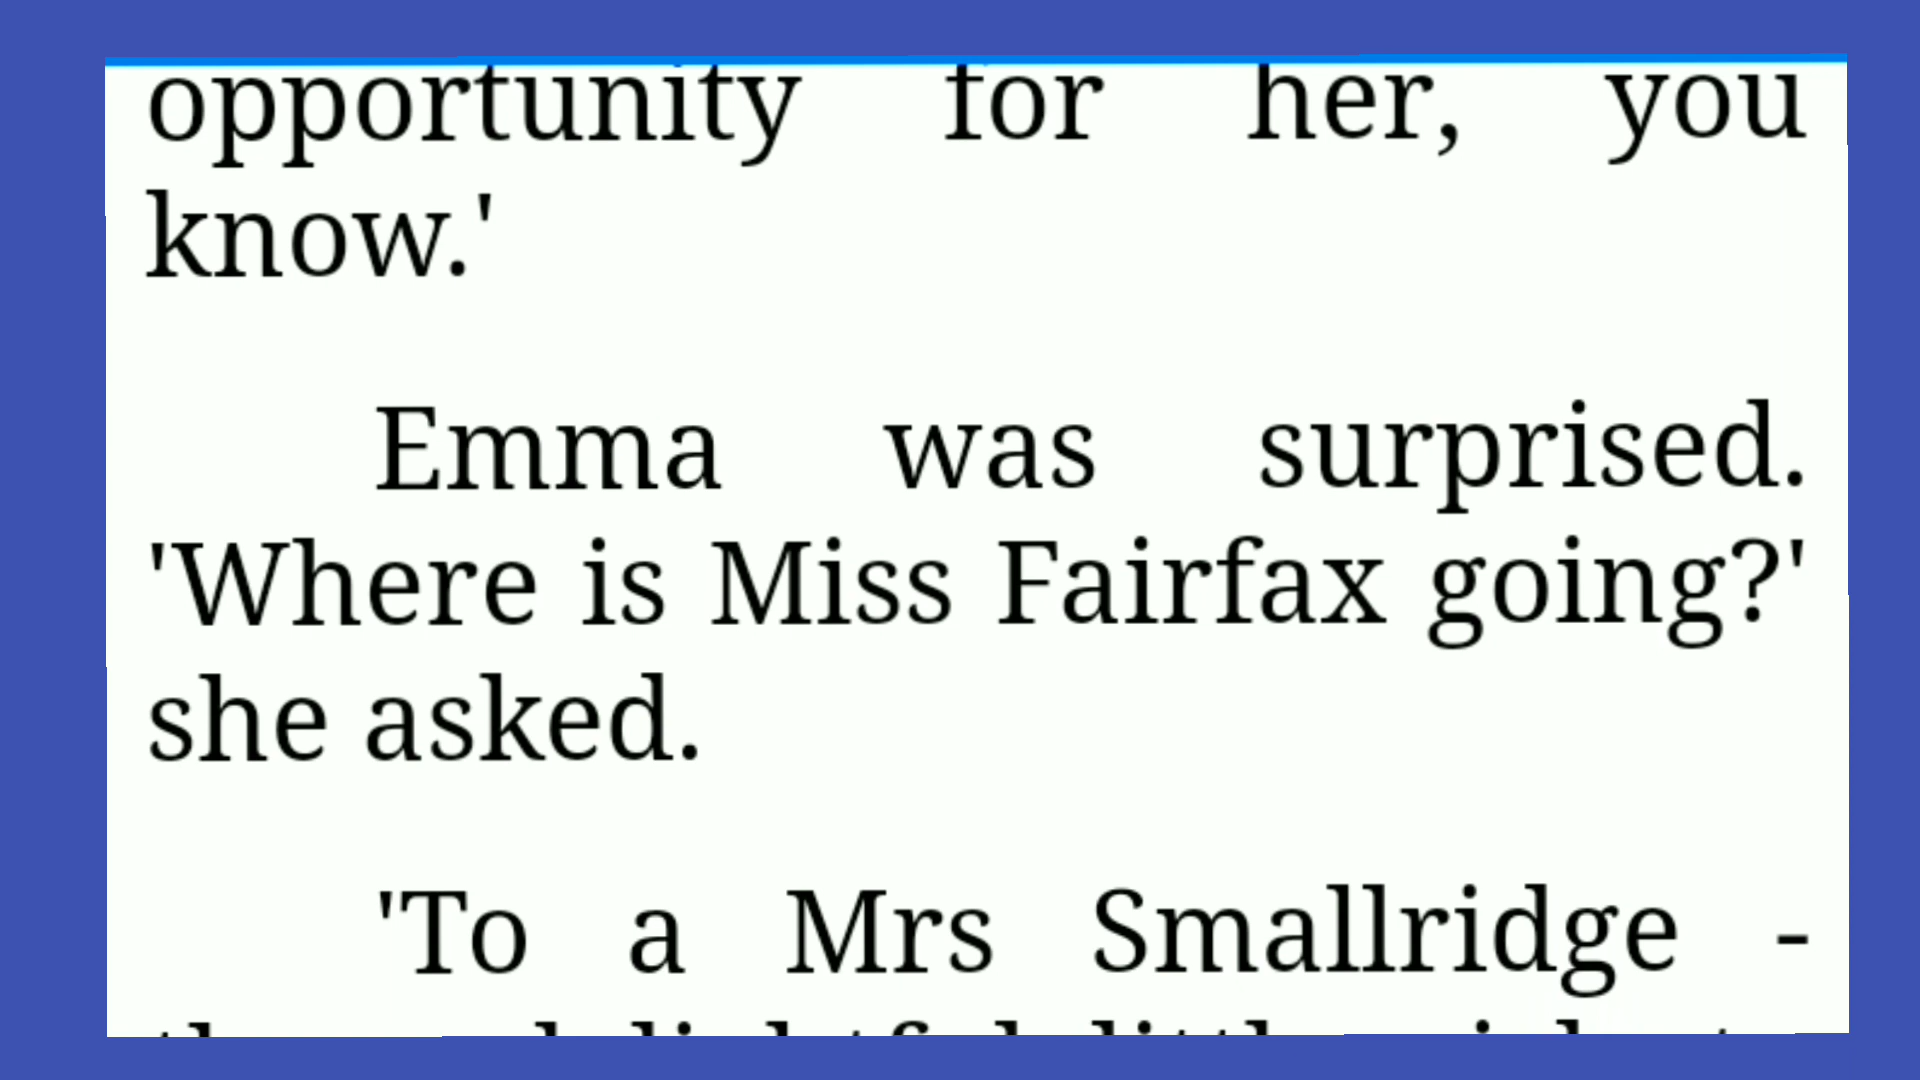 opportunity for her, you
know.'
Emma was surprised.
'Where is Miss Fairfax going?'
she asked.
'To a Mrs Smallridge -